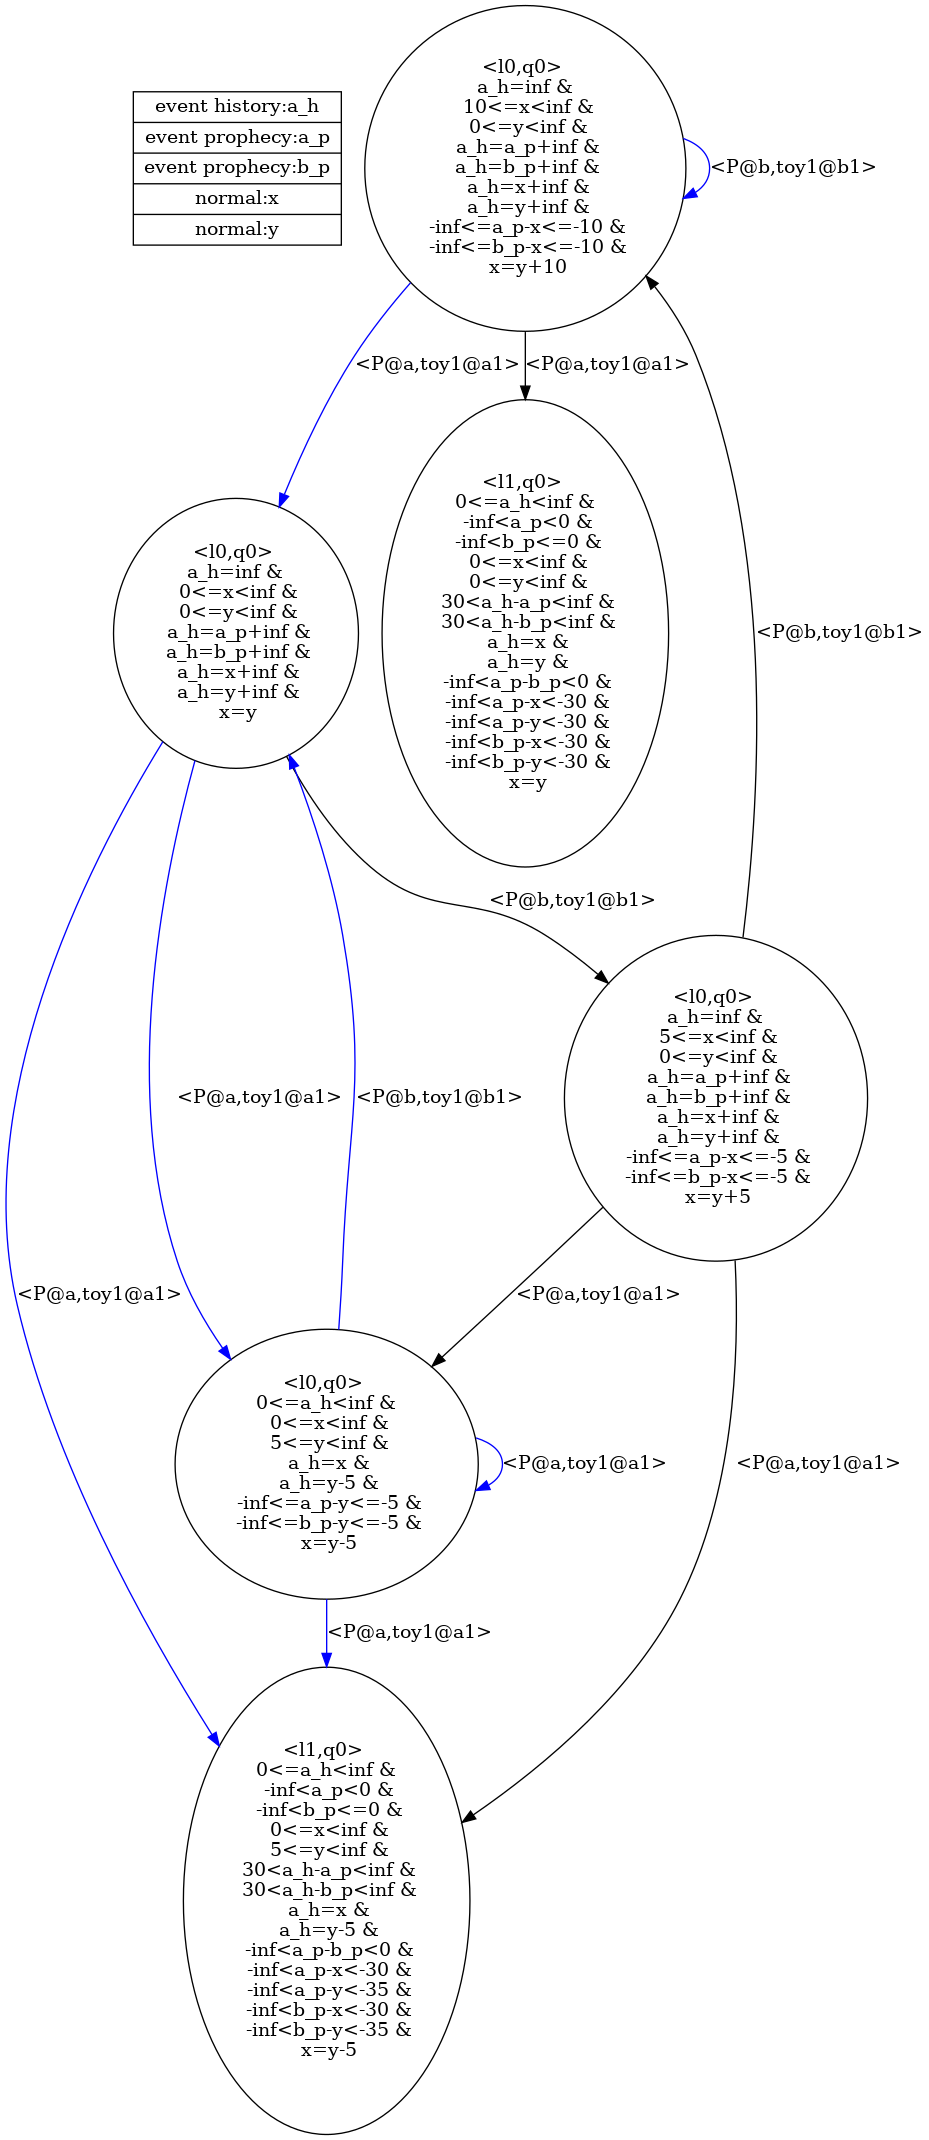 <l0,q0>
a_h=inf &
10<=x<inf &
0<=y<inf &
a_h=a_p+inf &
a_h=b_p+inf &
a_h=x+inf &
a_h=y+inf &
-inf<=a_p-x<=-10 &
-inf<=b_p-x<=-10 &
x=y+10
event history:a_h
event prophecy:a_p
event prophecy:b_p
normal:x
normal:y
<P@b,toy1@b1>
<P@a,toy1@a1>
<P@a,toy1@a1>
<l1,q0>
0<=a_h<inf &
-inf<a_p<0 &
-inf<b_p<=0 &
0<=x<inf &
0<=y<inf &
30<a_h-a_p<inf &
30<a_h-b_p<inf &
a_h=x &
a_h=y &
-inf<a_p-b_p<0 &
-inf<a_p-x<-30 &
-inf<a_p-y<-30 &
-inf<b_p-x<-30 &
-inf<b_p-y<-30 &
x=y
<l0,q0>
a_h=inf &
0<=x<inf &
0<=y<inf &
a_h=a_p+inf &
a_h=b_p+inf &
a_h=x+inf &
a_h=y+inf &
x=y
<P@b,toy1@b1>
<P@b,toy1@b1>
<l0,q0>
a_h=inf &
5<=x<inf &
0<=y<inf &
a_h=a_p+inf &
a_h=b_p+inf &
a_h=x+inf &
a_h=y+inf &
-inf<=a_p-x<=-5 &
-inf<=b_p-x<=-5 &
x=y+5
<P@a,toy1@a1>
<P@b,toy1@b1>
<P@a,toy1@a1>
<P@a,toy1@a1>
<l0,q0>
0<=a_h<inf &
0<=x<inf &
5<=y<inf &
a_h=x &
a_h=y-5 &
-inf<=a_p-y<=-5 &
-inf<=b_p-y<=-5 &
x=y-5
<P@a,toy1@a1>
<P@a,toy1@a1>
<P@a,toy1@a1>
<l1,q0>
0<=a_h<inf &
-inf<a_p<0 &
-inf<b_p<=0 &
0<=x<inf &
5<=y<inf &
30<a_h-a_p<inf &
30<a_h-b_p<inf &
a_h=x &
a_h=y-5 &
-inf<a_p-b_p<0 &
-inf<a_p-x<-30 &
-inf<a_p-y<-35 &
-inf<b_p-x<-30 &
-inf<b_p-y<-35 &
x=y-5